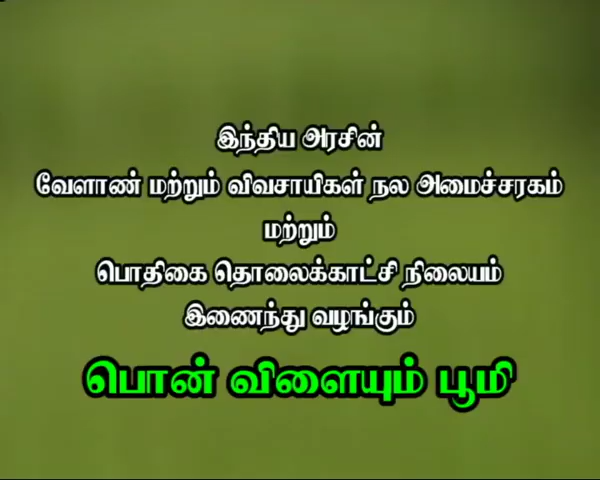 இந்திய அரசின்
வேளாண் மற்றும் விவசாயிகள் நல அமைச்சரகம்
மற்றும்
பொதிகை தொலைக்காட்சி நிலையம்
இணைந்து வழங்கும்
பொன் விளையும் பூமி